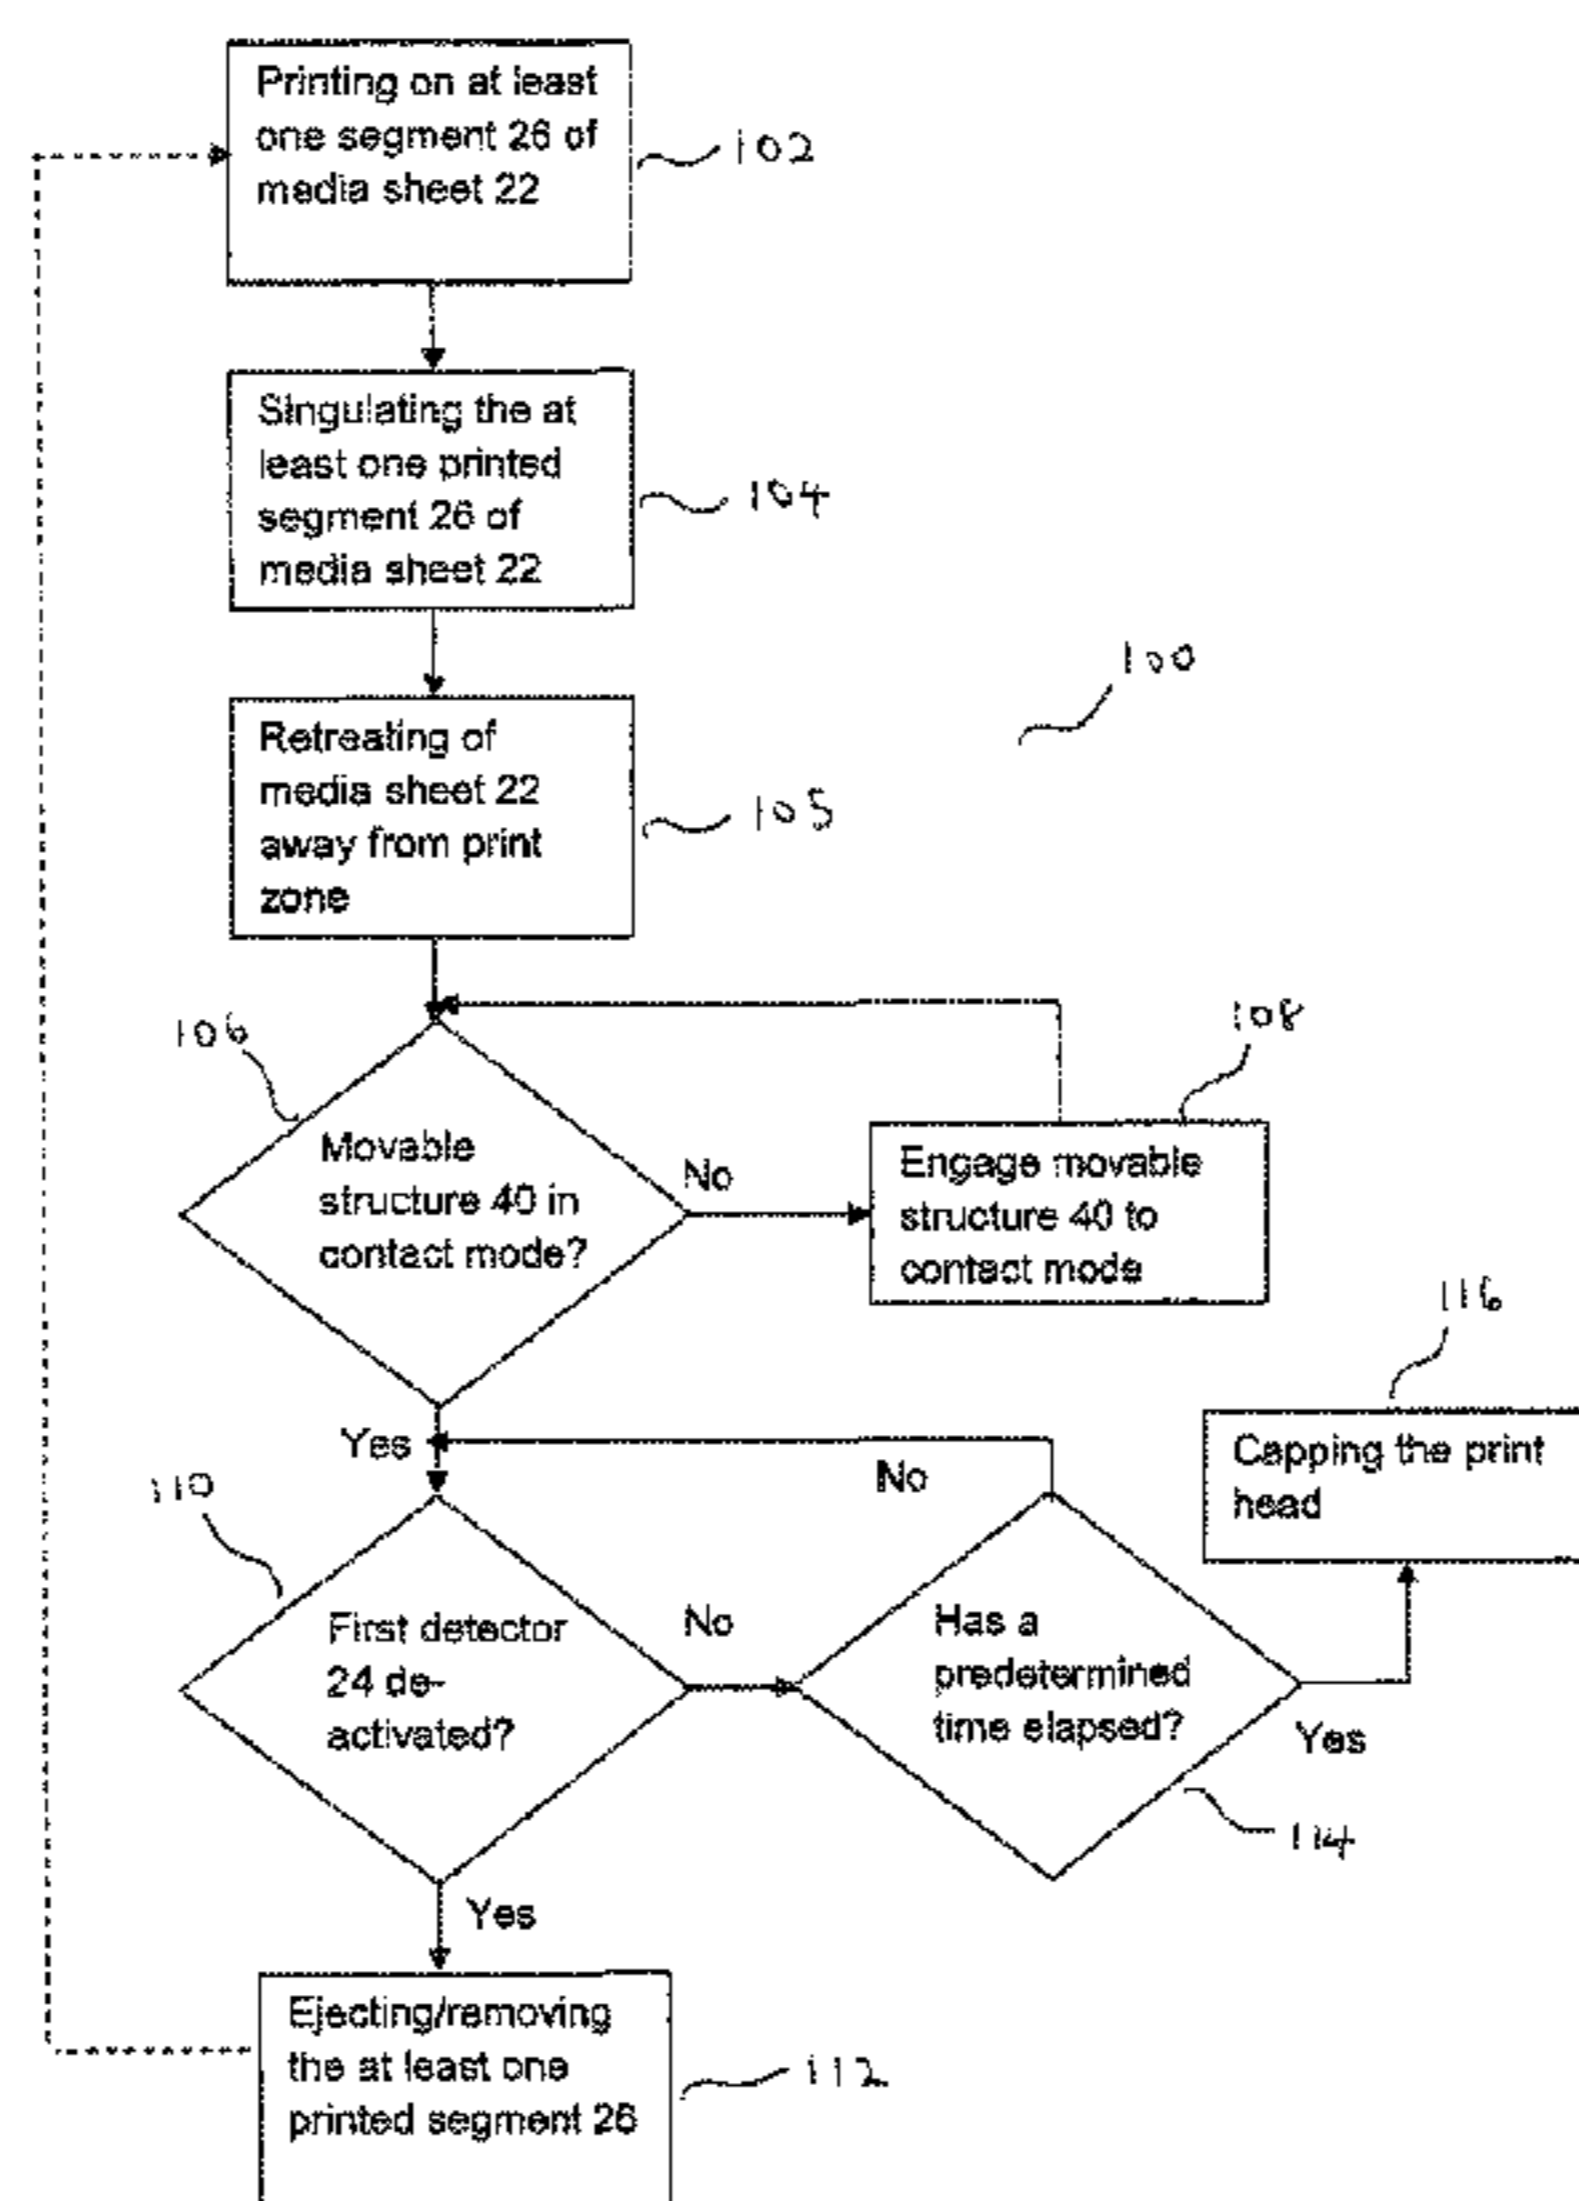 Printing on at least
one segment 26 of
media sheet 22
102
Singulating the at
least one printed
segment 26 of
media sheet 22
104
100
Retreating of
media sheet 22
away from print
zone
105
106
108
Movable
structure 40 in
contact mode?
No
Engage movable
structure 40 to
contact mode
116
Yes
No
Capping the print
head
110
First detector
24 de-
activated?
No
Has a
predetermined
time elapsed?
Yes
114
Yes
Ejecting/removing
the at least one
printed segment 26
112